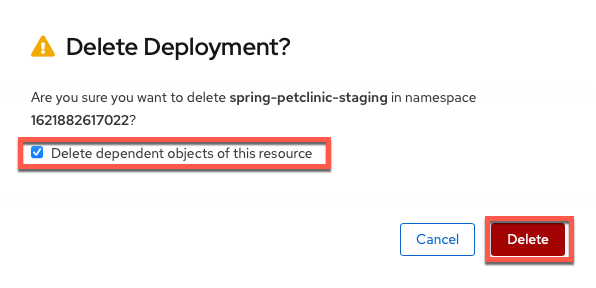 Delete Deployment?
Are you sure you want to delete spring-petclinic-staging in namespace
1621882617022?
Delete dependent objects of this resource
Cancel
Delete